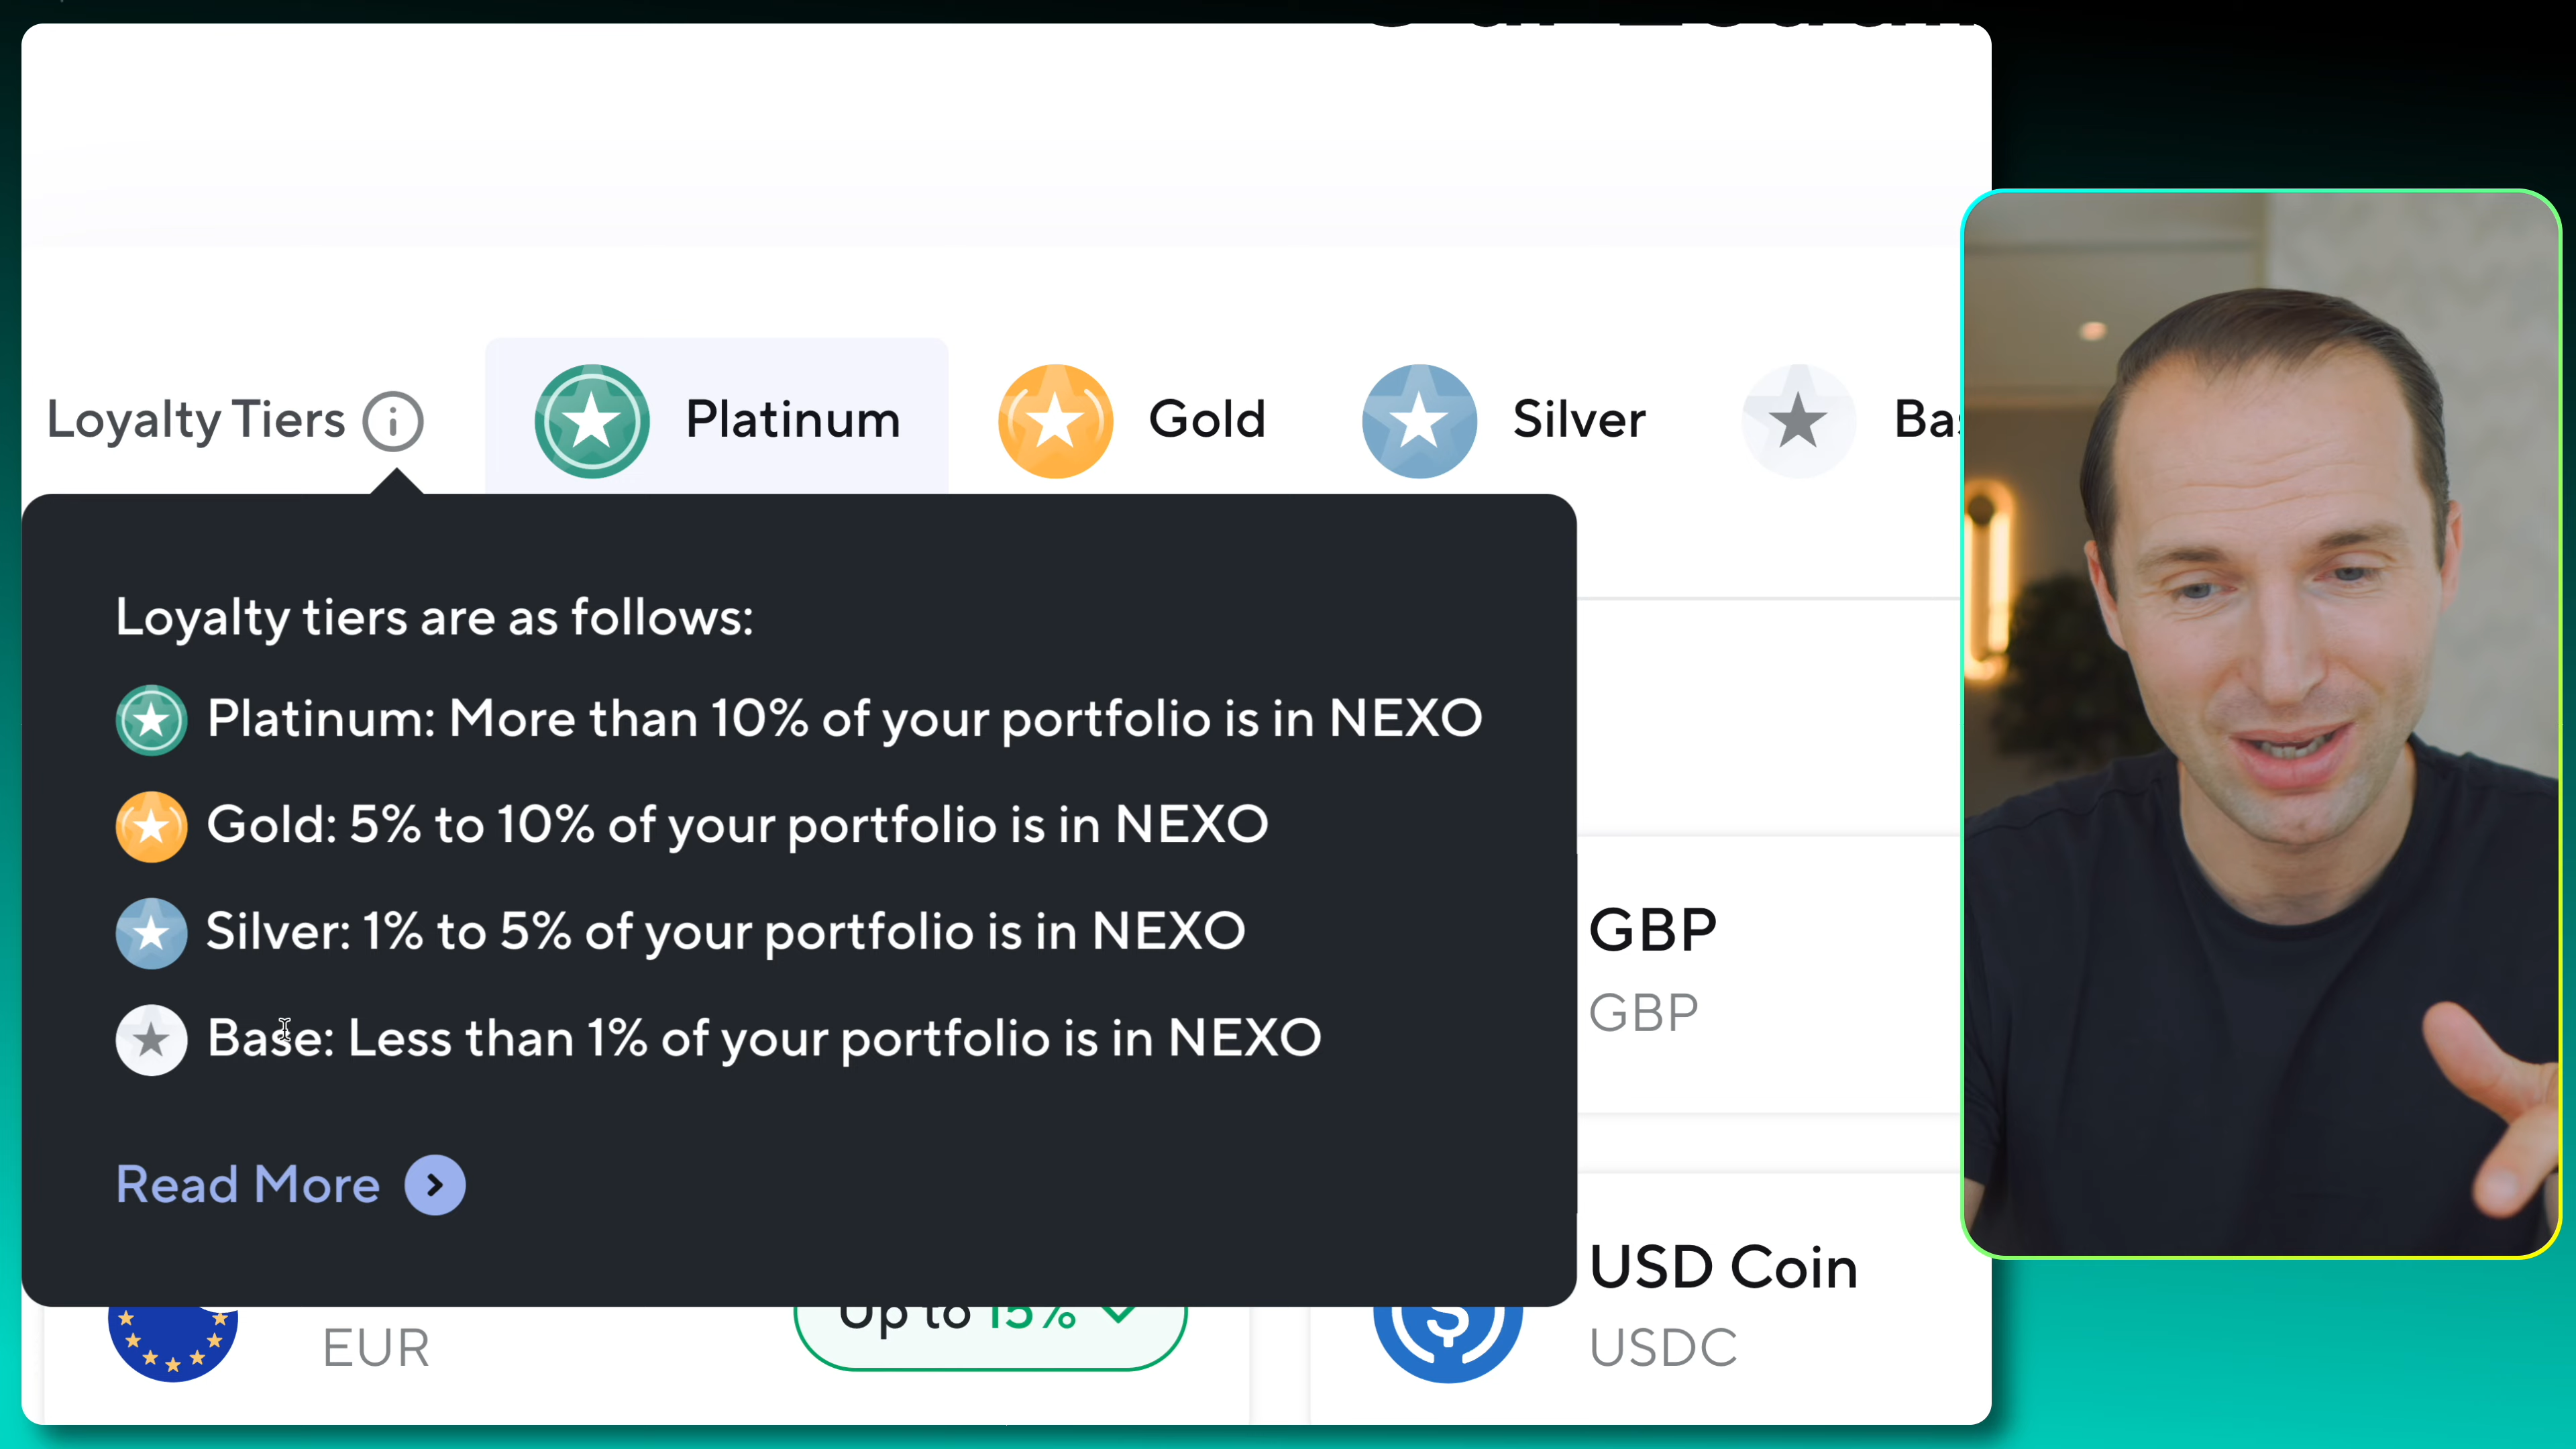 Loyalty Tiers
Platinum
Gold
Silver
Loyalty tiers are as follows:
Platinum: More than 10% of your portfolio is in NEXO
Gold: 5% to 10% of your portfolio is in NEXO
Silver: 1% to 5% of your portfolio is in NEXO
Base: Less than 1% of your portfolio is in NEXO
Read More
GBP
GBP
EUR
Up to 15%
USD Coin
USDC